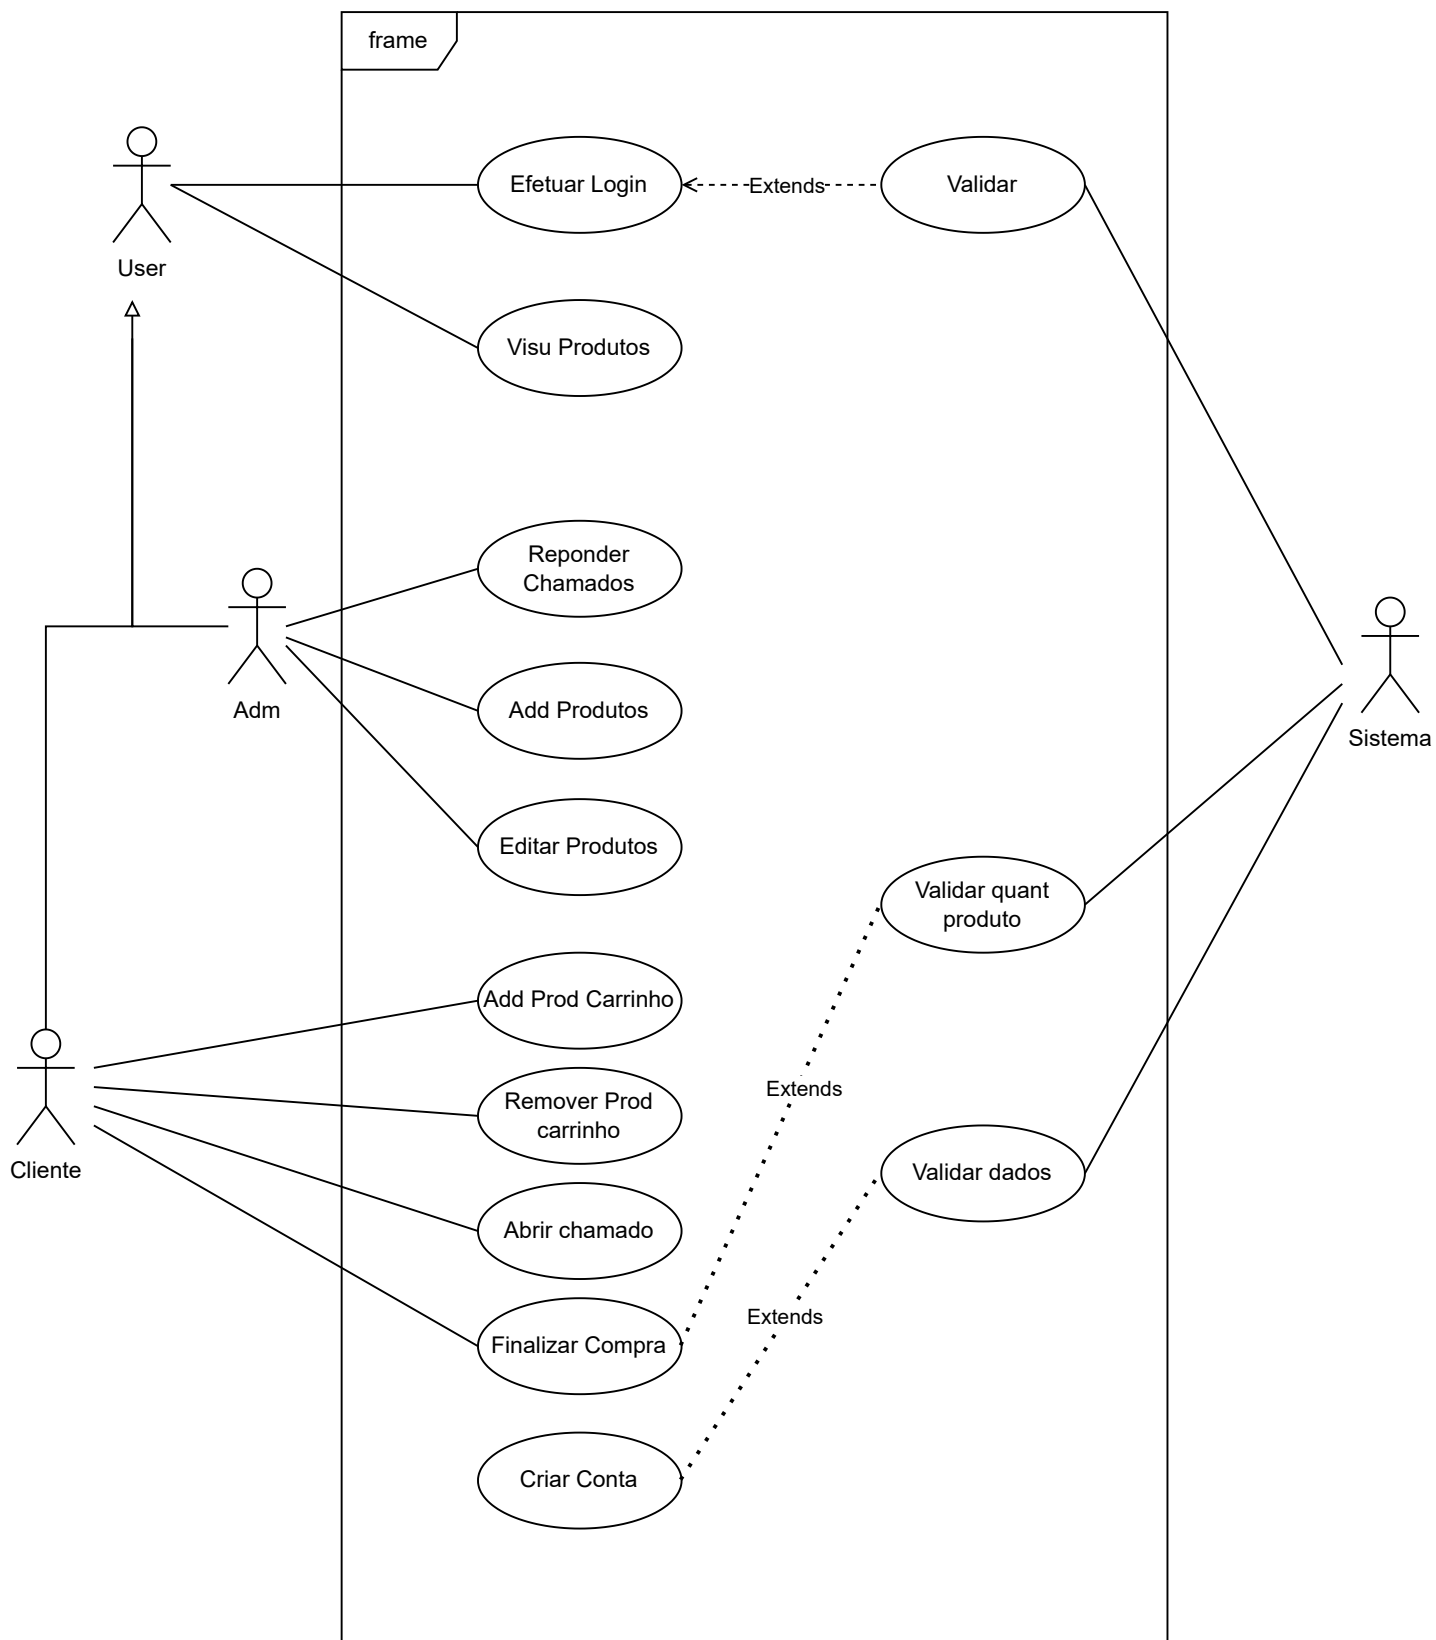 frame
Efetuar Login
Extends
Validar
User
Visu Produtos
Reponder
Chamados
Adm
Add Produtos
Sistema
Editar Produtos
Validar quant
produto
Add Prod Carrinho
Extends
Remover Prod
carrinho
Cliente
Validar dados
Abrir chamado
Extends
Finalizar Compra
Criar Conta